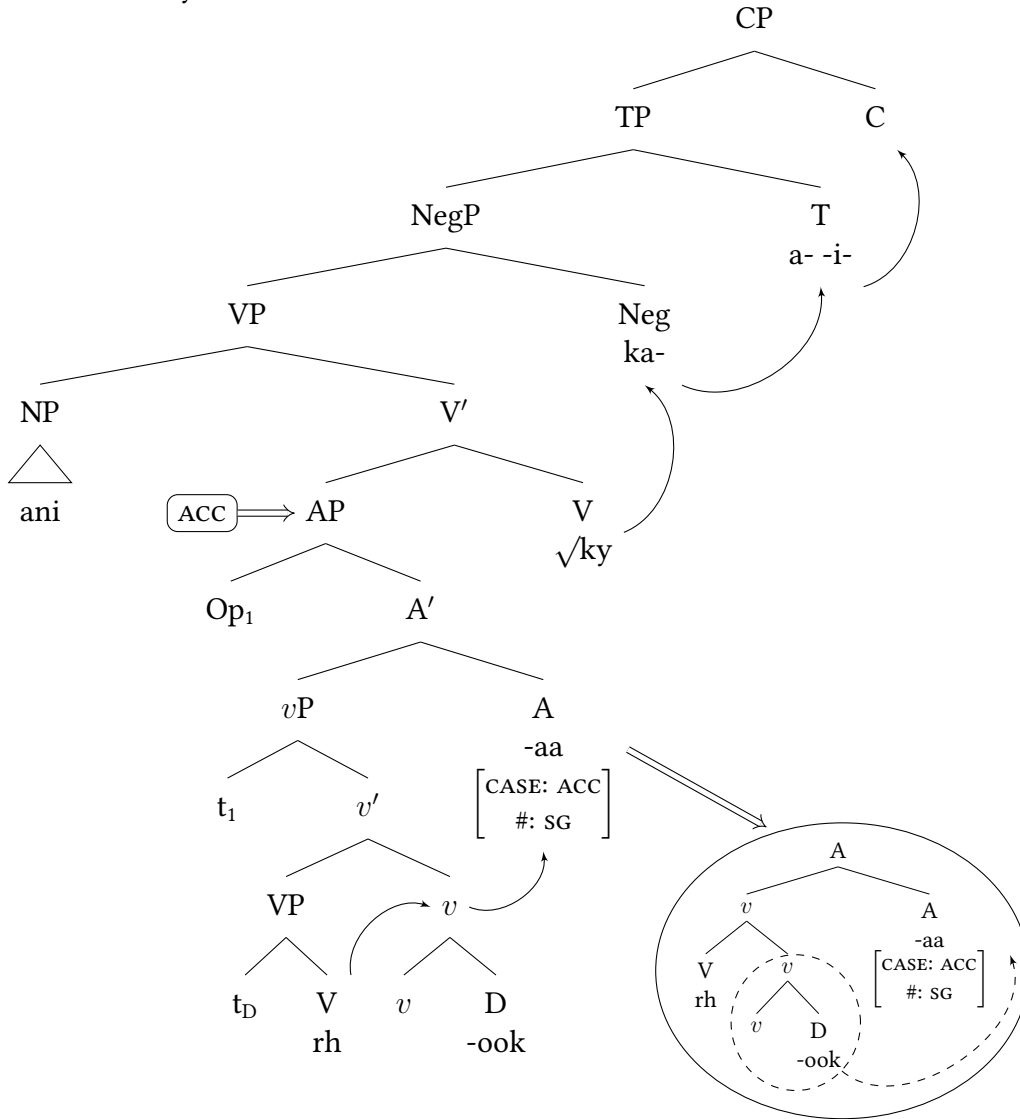 CP
TP C
NegP T
a- -i-
VP Neg
ka-
NP V′
ani ACC AP V
√ky
Op₁ A′
vP A
-aa
t₁ v′ [CASE: ACC
#: SG]
A
VP v v A
-aa
V v [CASE: ACC
rh #: SG]
t_D V v D v D
rh -ook -ook